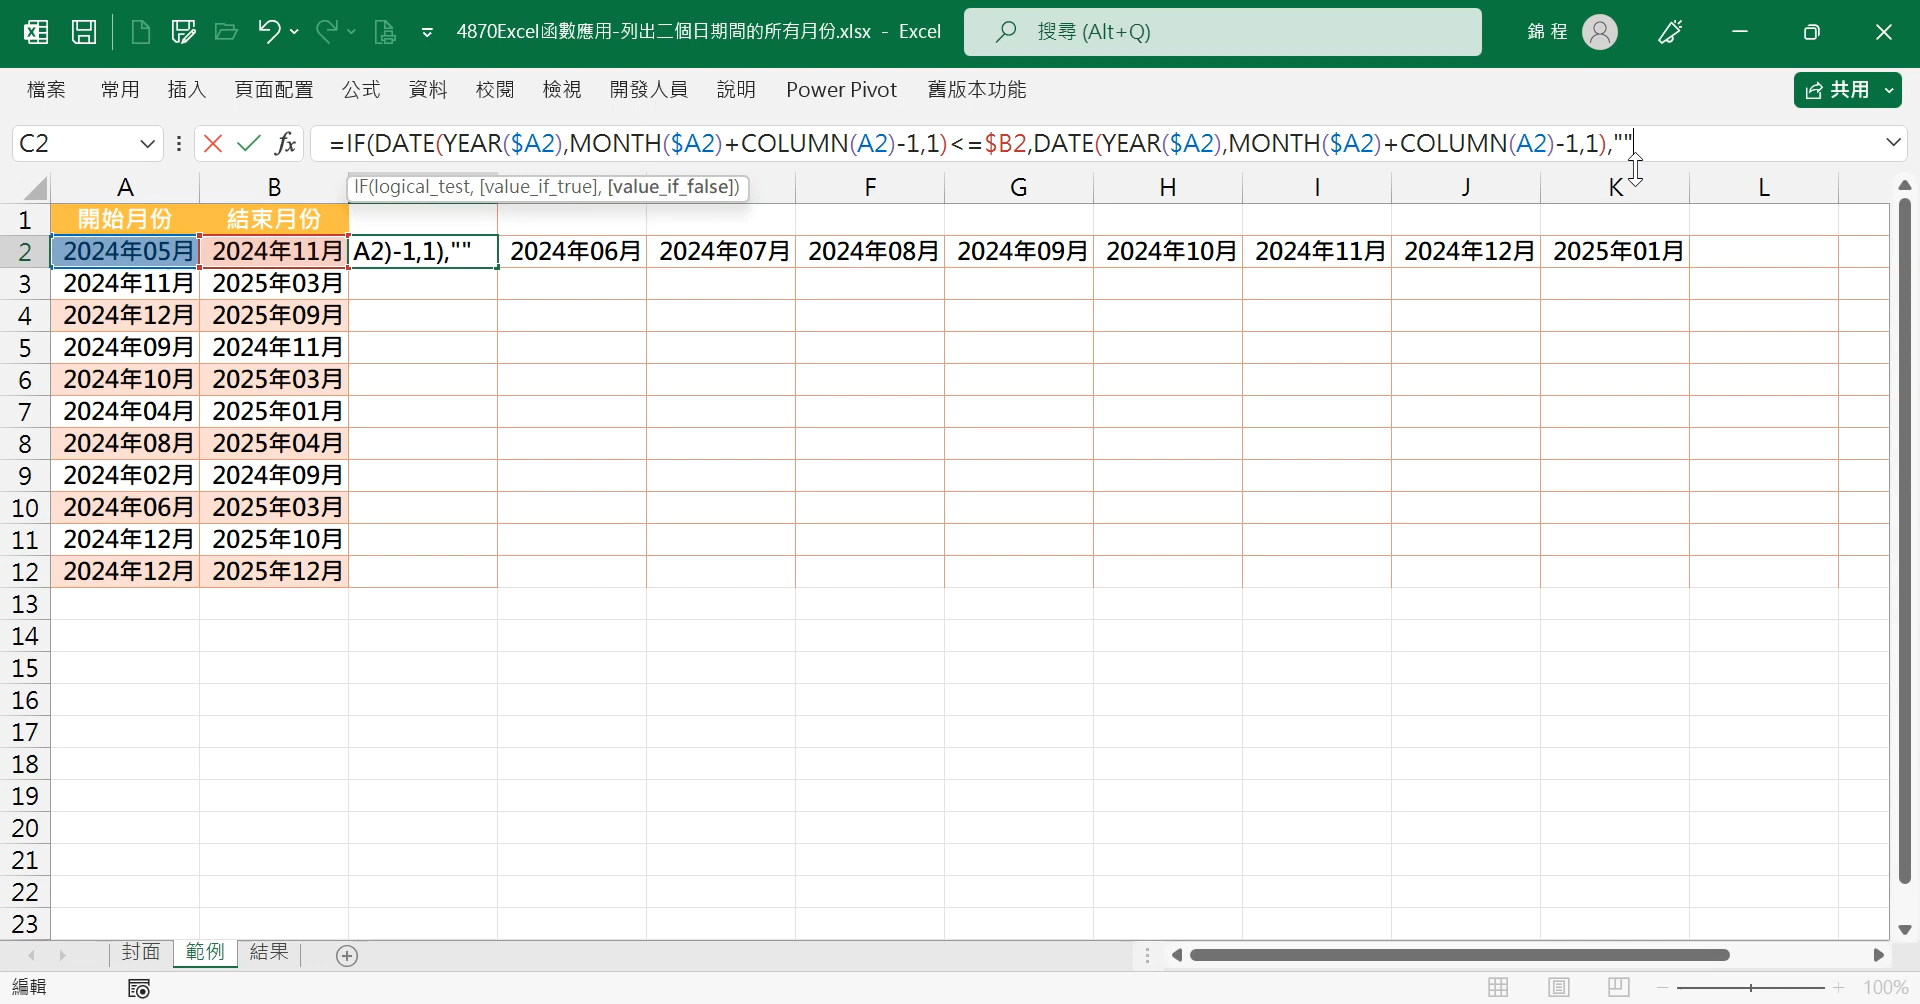 4870Excel函數應用-列出二個日期間的所有月份.xlsx - Excel
搜尋 (Alt+Q)
錦 程
檔案 常用 插入 頁面配置 公式 資料 校閱 檢視 開發人員 說明 Power Pivot 舊版本功能
共用
C2
fx
=IF(DATE(YEAR($A2),MONTH($A2)+COLUMN(A2)-1,1)<=$B2,DATE(YEAR($A2),MONTH($A2)+COLUMN(A2)-1,1),""
IF(logical_test, [value_if_true], [value_if_false])
A B F G H I J K L
1 開始月份 結束月份
2 2024年05月 2024年11月 A2)-1,1),"" 2024年06月 2024年07月 2024年08月 2024年09月 2024年10月 2024年11月 2024年12月 2025年01月
3 2024年11月 2025年03月
4 2024年12月 2025年09月
5 2024年09月 2024年11月
6 2024年10月 2025年03月
7 2024年04月 2025年01月
8 2024年08月 2025年04月
9 2024年02月 2024年09月
10 2024年06月 2025年03月
11 2024年12月 2025年10月
12 2024年12月 2025年12月
13
14
15
16
17
18
19
20
21
22
23
封面 範例 結果
編輯
100%